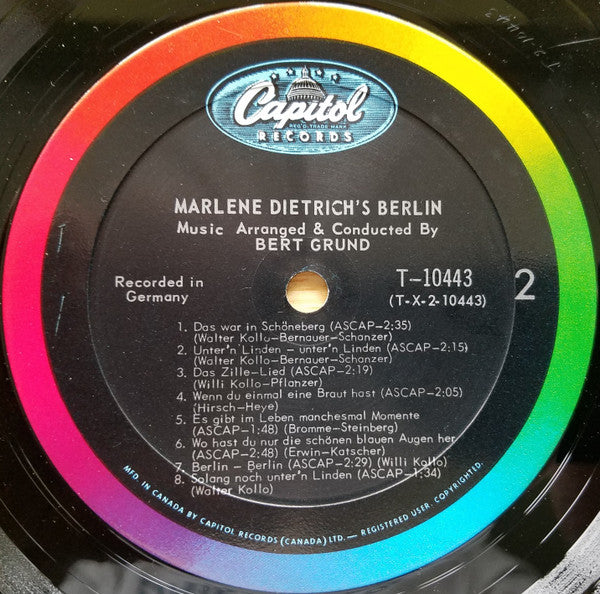 Capitol
REG'D. TRADE MARK
RECORDS
MARLENE DIETRICH'S BERLIN
Music Arranged & Conducted By
BERT GRUND
Recorded in
Germany
T–10443
(T-X-2-10443)
2
1. Das war in Schöneberg (ASCAP-2:35)
(Walter Kollo-Bernauer-Schanzer)
2. Unter'n Linden – unter'n Linden (ASCAP-2:15)
(Walter Kollo-Bernauer-Schanzer)
3. Das Zille-Lied (ASCAP-2:19)
(Willi Kollo-Pflanzer)
4. Wenn du einmal eine Braut hast (ASCAP-2:05)
(Hirsch-Heye)
5. Es gibt im Leben manchesmal Momente
(ASCAP-1:48) (Bromme-Steinberg)
6. Wo hast du nur die schönen blauen Augen her
(ASCAP-2:48) (Erwin-Katscher)
7. Berlin – Berlin (ASCAP-2:29) (Willi Kollo)
8. Solang noch unter'n Linden (ASCAP-1:34)
(Walter Kollo)
MFD. IN CANADA BY CAPITOL RECORDS (CANADA) LTD.— REGISTERED USER. COPYRIGHTED.